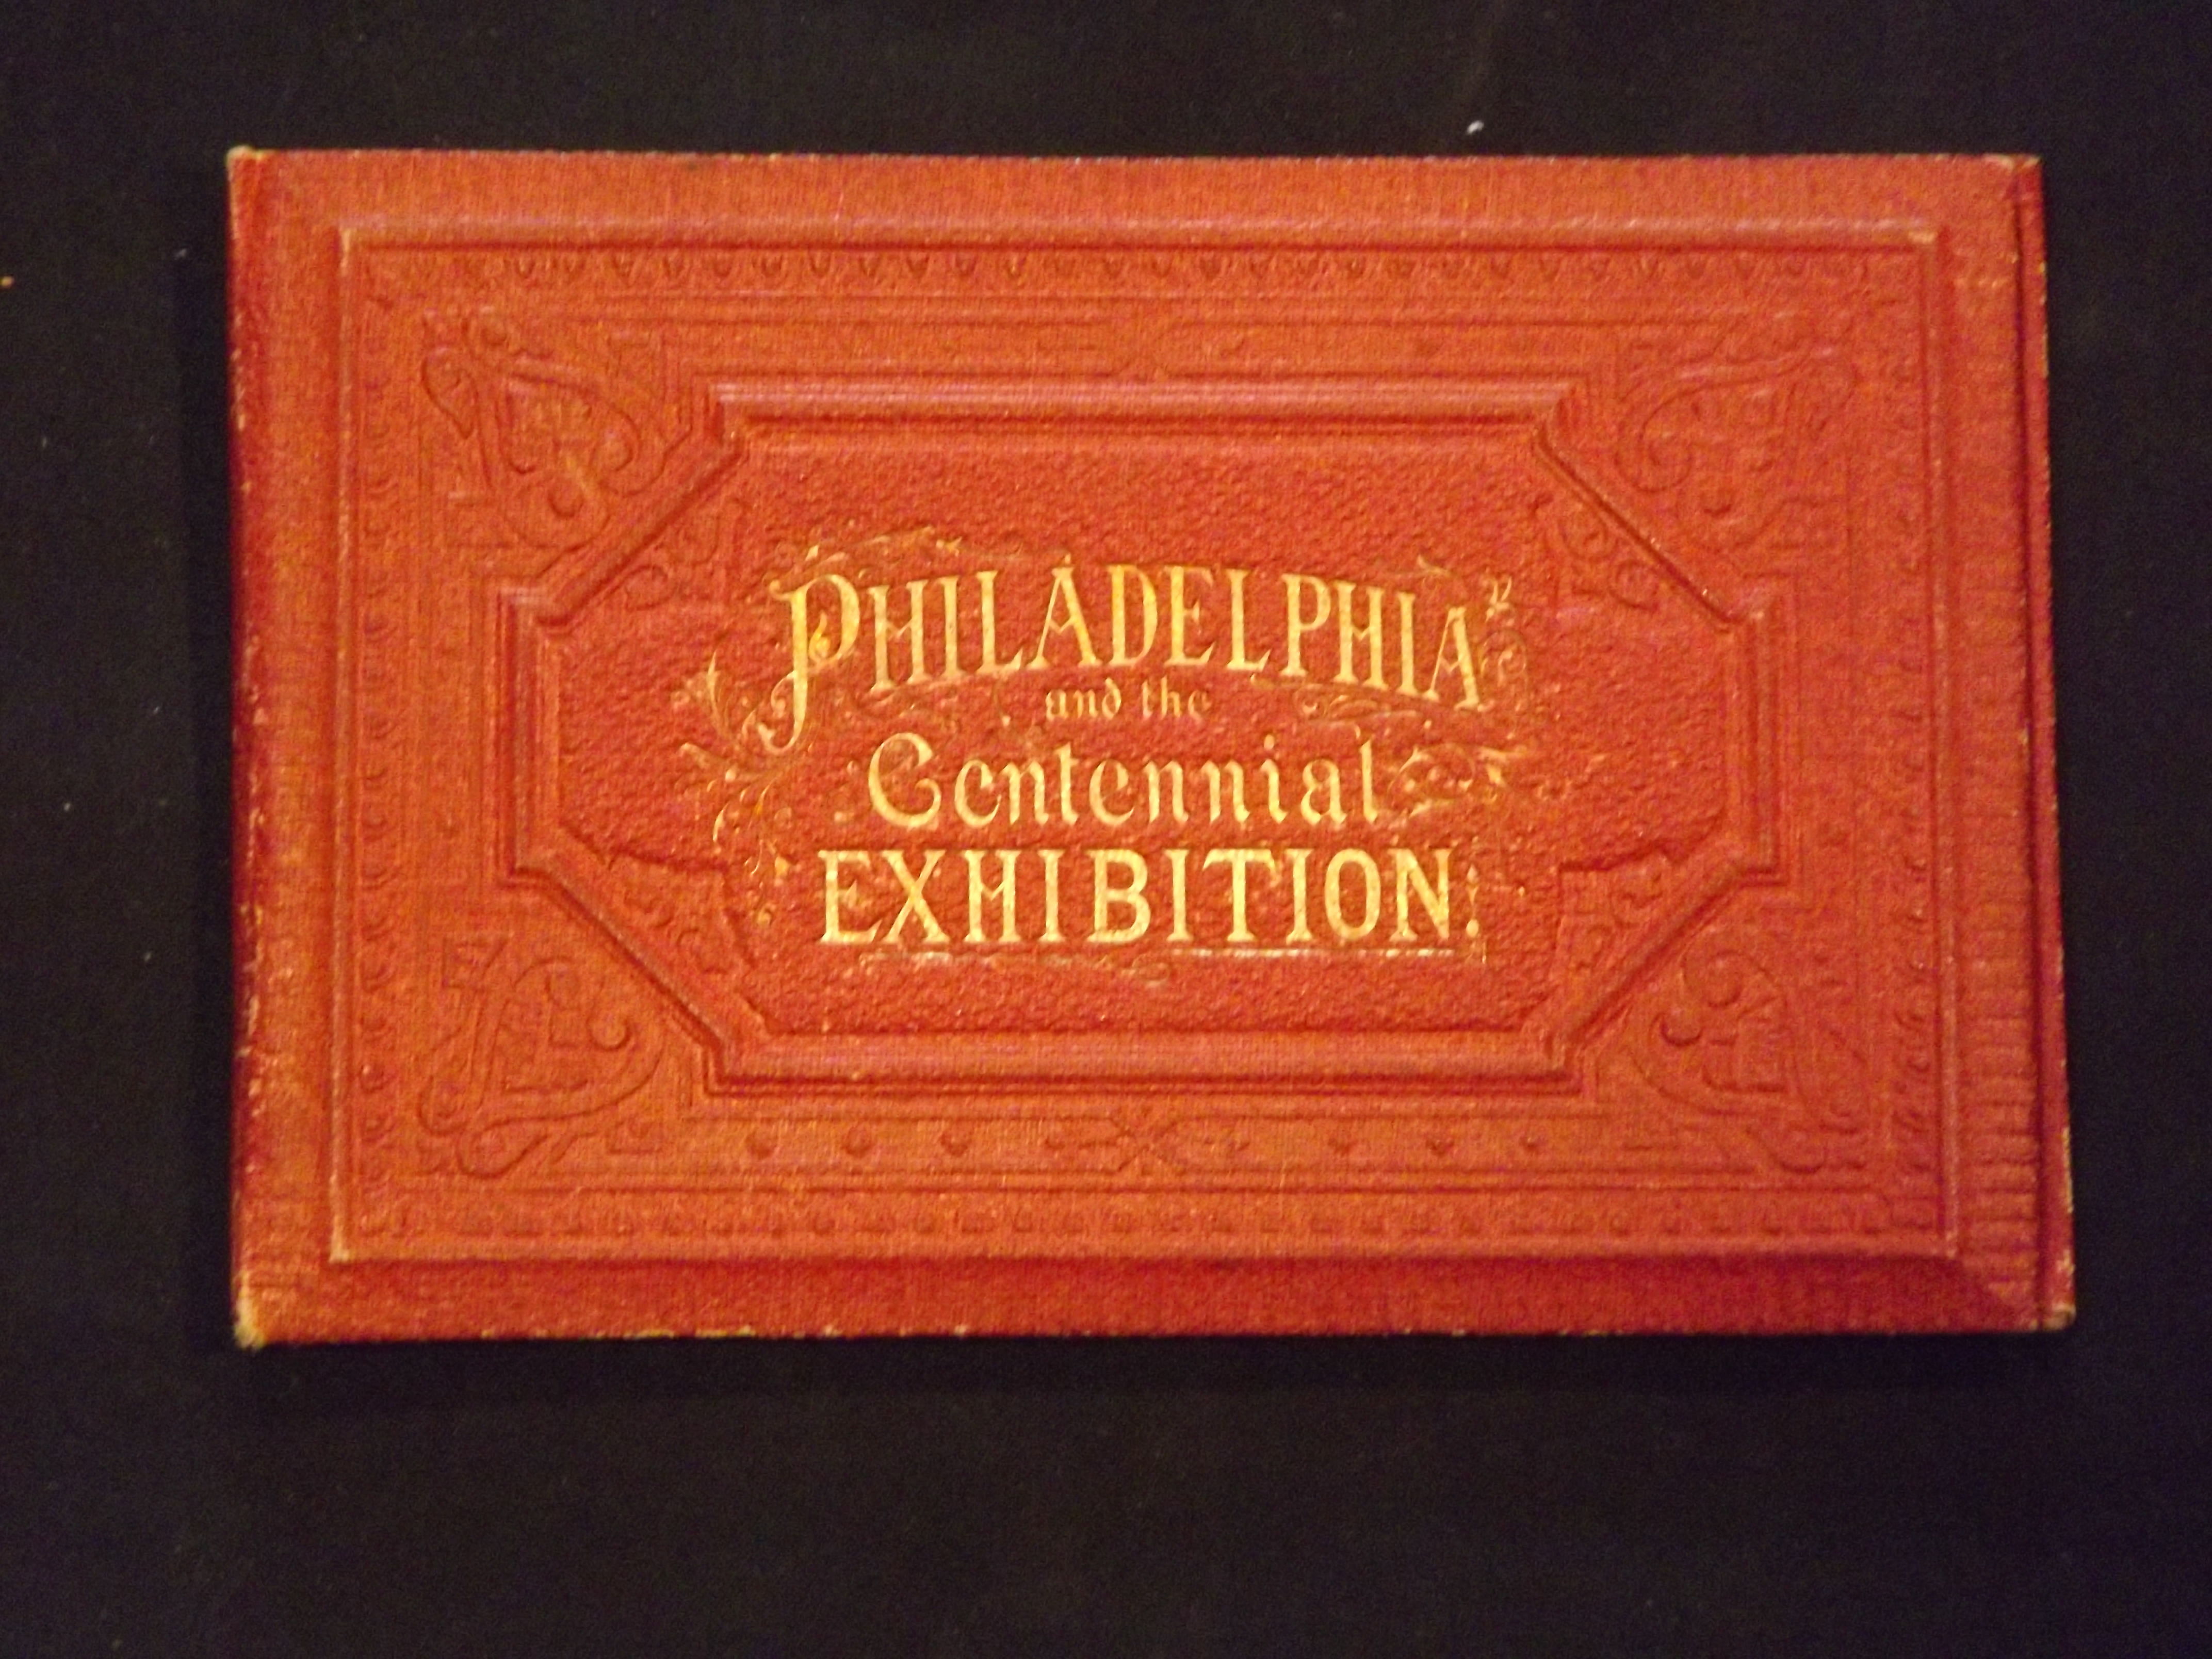 PHILADELPHIA
and the
Centennial
EXHIBITION.